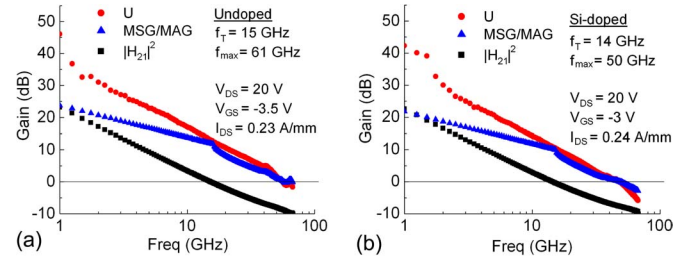 U
MSG/MAG
|H21|²
Undoped
fT = 15 GHz
fmax = 61 GHz
VDS = 20 V
VGS = -3.5 V
IDS = 0.23 A/mm
Gain (dB)
50
40
30
20
10
0
-10
1
10
100
Freq (GHz)
(a)
U
MSG/MAG
|H21|²
Si-doped
fT = 14 GHz
fmax = 50 GHz
VDS = 20 V
VGS = -3 V
IDS = 0.24 A/mm
Gain (dB)
50
40
30
20
10
0
-10
1
10
100
Freq (GHz)
(b)